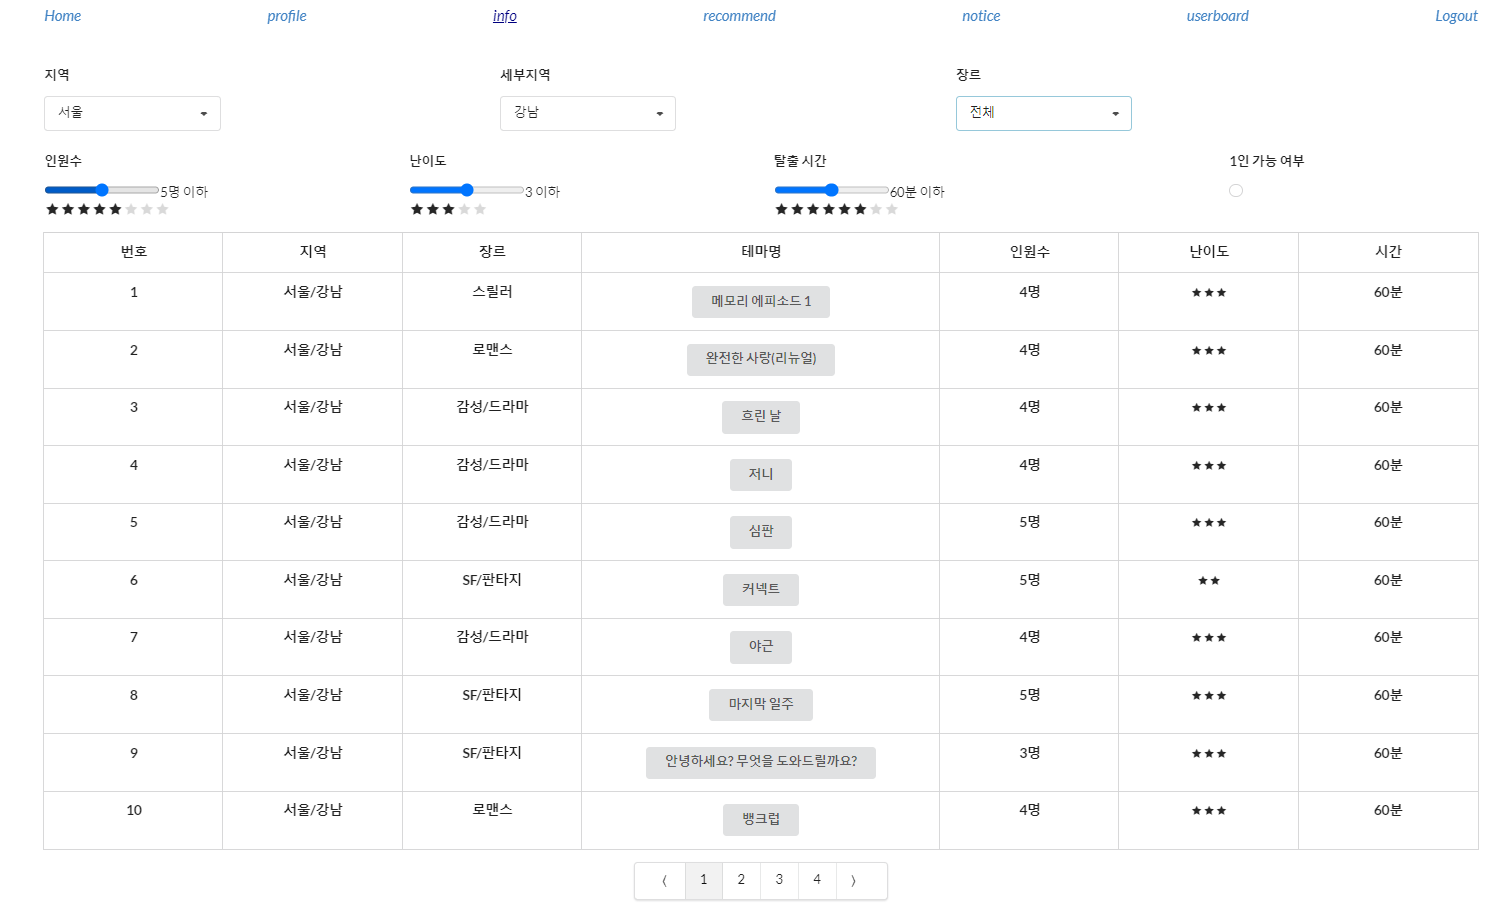 Home profile info recommend notice userboard Logout
지역 세부지역 장르
서울 강남 전체
인원수 난이도 탈출 시간 1인 가능 여부
5명 이하 3 이하 60분 이하
번호 지역 장르 테마명 인원수 난이도 시간
1 서울/강남 스릴러 메모리 에피소드 1 4명 ★★★ 60분
2 서울/강남 로맨스 완전한 사랑(리뉴얼) 4명 ★★★ 60분
3 서울/강남 감성/드라마 흐린 날 4명 ★★★ 60분
4 서울/강남 감성/드라마 저니 4명 ★★★ 60분
5 서울/강남 감성/드라마 심판 5명 ★★★ 60분
6 서울/강남 SF/판타지 커넥트 5명 ★★ 60분
7 서울/강남 감성/드라마 야근 4명 ★★★ 60분
8 서울/강남 SF/판타지 마지막 일주 5명 ★★★ 60분
9 서울/강남 SF/판타지 안녕하세요? 무엇을 도와드릴까요? 3명 ★★★ 60분
10 서울/강남 로맨스 뱅크럽 4명 ★★★ 60분
⟨ 1 2 3 4 ⟩